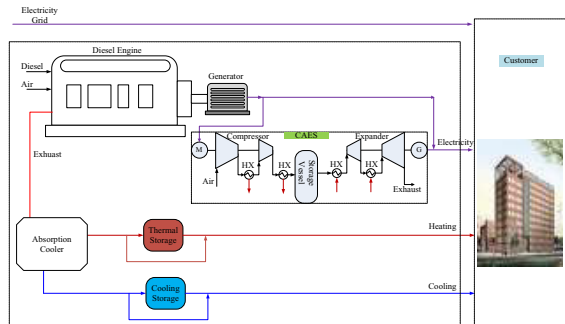 Electricity
Grid
Diesel Engine
Customer
Diesel
Air
Generator
Compressor
CAES
Expander
M
G
Electricity
HX
HX
HX
HX
Air
Storage
Vessel
Exhaust
Exhuast
Absorption
Cooler
Thermal
Storage
Heating
Cooling
Storage
Cooling